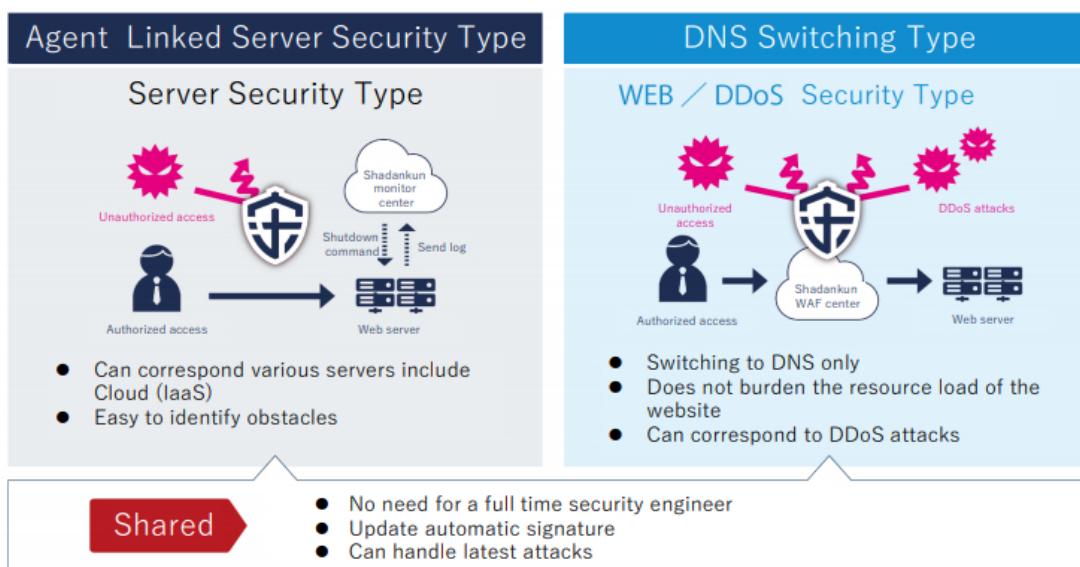 Agent Linked Server Security Type
Server Security Type
Unauthorized access
Shadankun
monitor
center
Shutdown
command
Send log
Authorized access
Web server
● Can correspond various servers include
Cloud (IaaS)
● Easy to identify obstacles
DNS Switching Type
WEB ／ DDoS Security Type
Unauthorized
access
DDoS attacks
Shadankun
WAF center
Authorized access
Web server
● Switching to DNS only
● Does not burden the resource load of the
website
● Can correspond to DDoS attacks
Shared
● No need for a full time security engineer
● Update automatic signature
● Can handle latest attacks